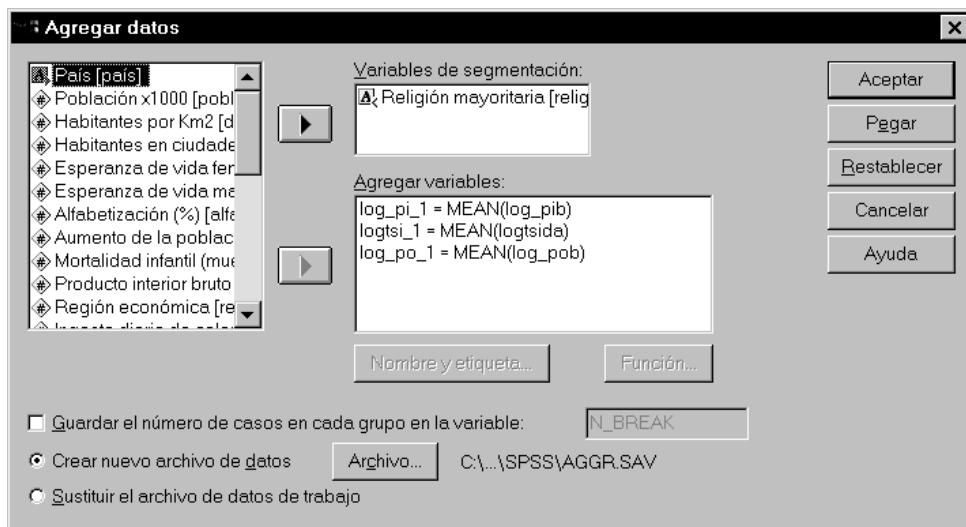 Agregar datos
País [país]
Población x1000 [pobl
Habitantes por Km2 [d
Habitantes en ciudade
Esperanza de vida fer
Esperanza de vida ma
Alfabetización (%) [alfa
Aumento de la poblac
Mortalidad infantil (mue
Producto interior bruto
Región económica [re
Variables de segmentación:
Religión mayoritaria [relig
Agregar variables:
log_pi_1 = MEAN(log_pib)
logtsi_1 = MEAN(logtsida)
log_po_1 = MEAN(log_pob)
Nombre y etiqueta...
Función...
Aceptar
Pegar
Restablecer
Cancelar
Ayuda
Guardar el número de casos en cada grupo en la variable:
N_BREAK
Crear nuevo archivo de datos
Archivo...
C:\...\SPSS\AGGR.SAV
Sustituir el archivo de datos de trabajo